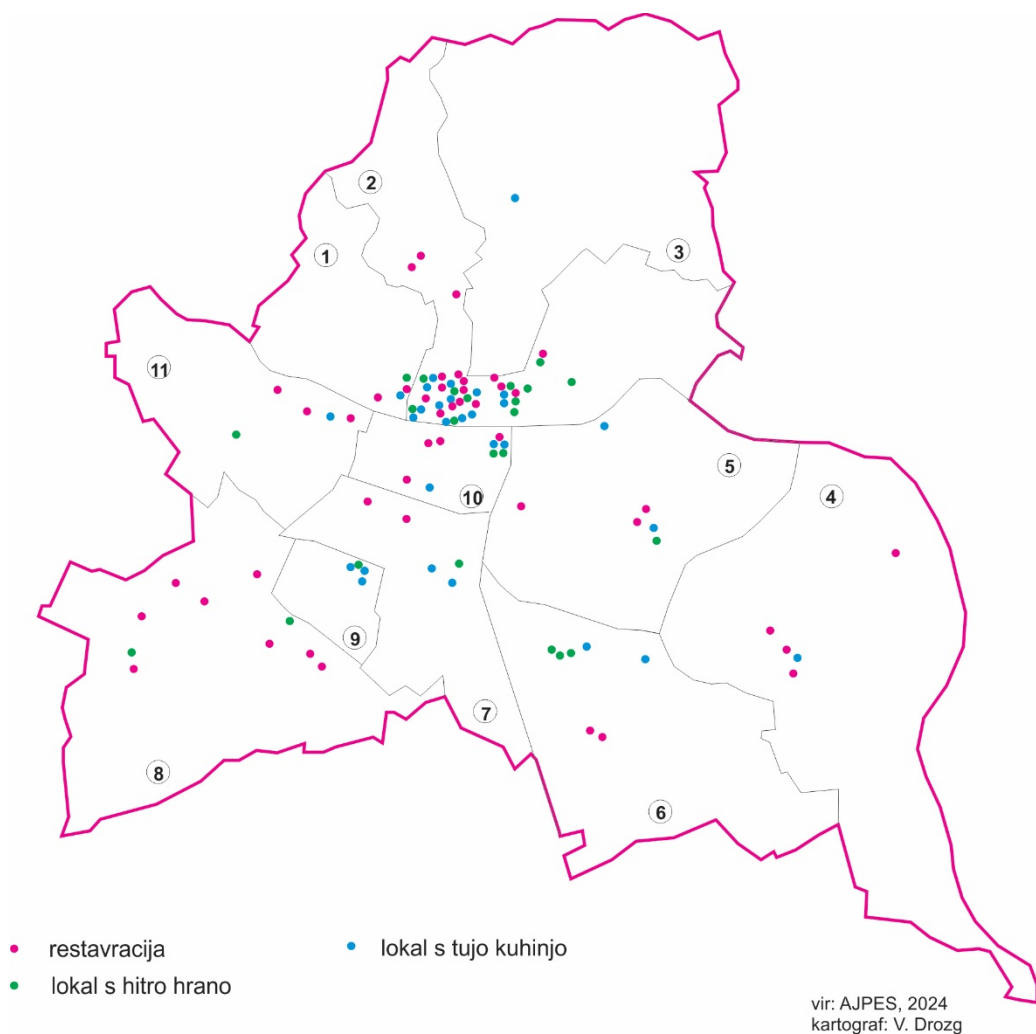 2
1
3
11
5
4
10
9
7
8
6
restavracija
lokal s tujo kuhinjo
lokal s hitro hrano
vir: AJPES, 2024
kartograf: V. Drozg